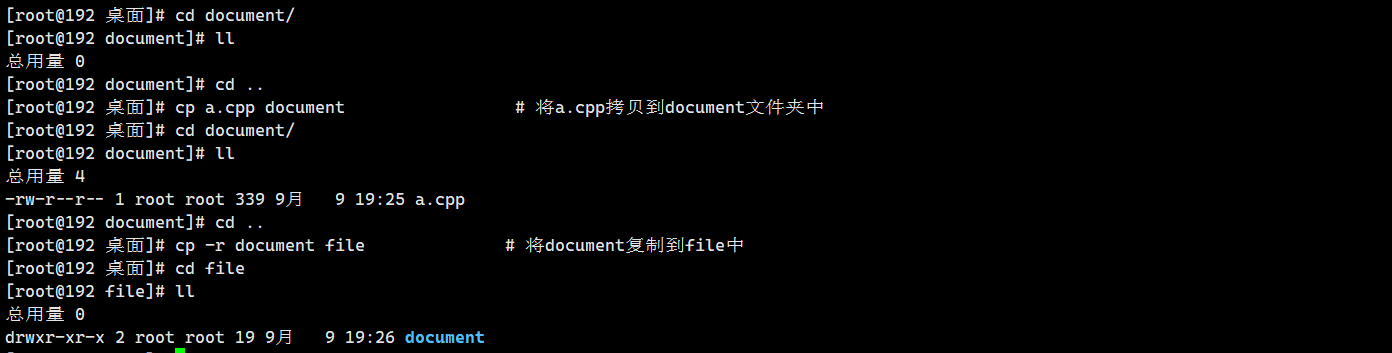 [root@192 桌面]# cd document/
[root@192 document]# ll
总用量 0
[root@192 document]# cd ..
[root@192 桌面]# cp a.cpp document                 # 将a.cpp拷贝到document文件夹中
[root@192 桌面]# cd document/
[root@192 document]# ll
总用量 4
-rw-r--r-- 1 root root 339 9月   9 19:25 a.cpp
[root@192 document]# cd ..
[root@192 桌面]# cp -r document file              # 将document复制到file中
[root@192 桌面]# cd file
[root@192 file]# ll
总用量 0
drwxr-xr-x 2 root root 19 9月   9 19:26 document